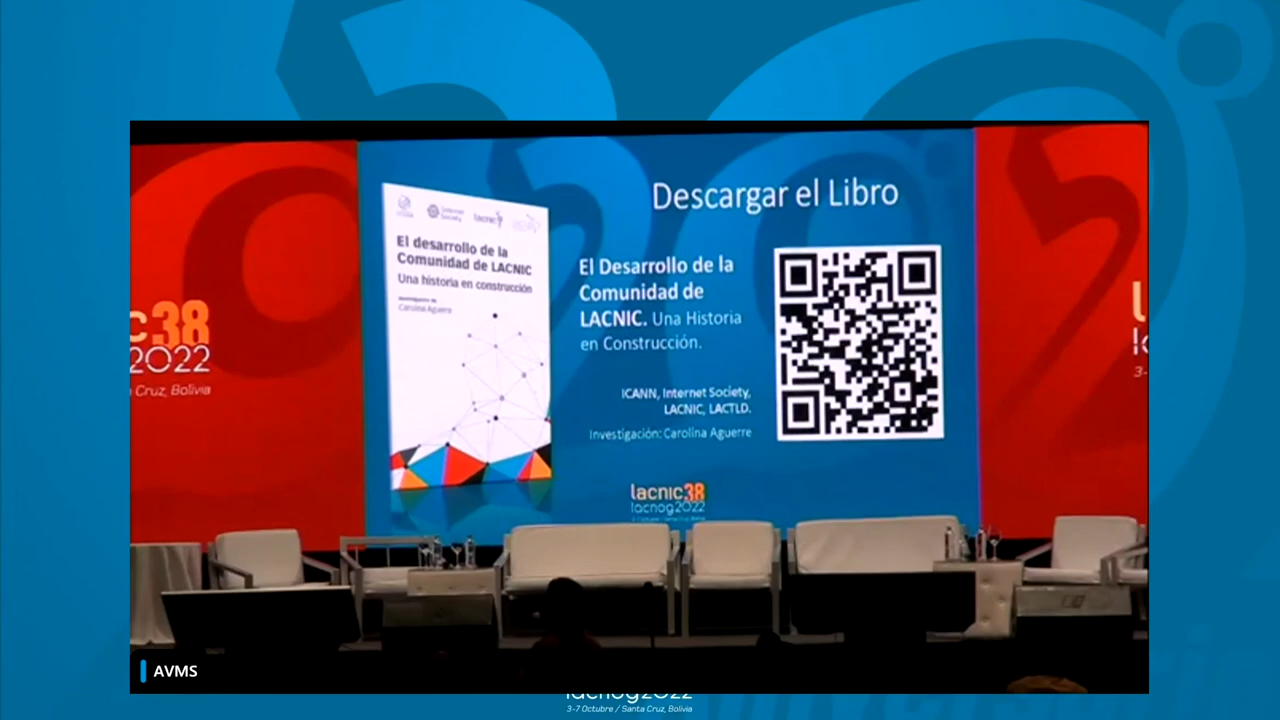 Descargar el Libro
Internet
Society
lacnic
El desarrollo de la
Comunidad de LACNIC
Una historia en construcción
Carolina Aguerre
El Desarrollo de la
Comunidad de
LACNIC. Una Historia
en Construcción.
ICANN, Internet Society,
LACNIC, LACTLD.
Investigación: Carolina Aguerre
c38
2022
Cruz, Bolivia
lacnic38
lacnog2022
AVMS
lacnog2022
3-7 Octubre / Santa Cruz, Bolivia